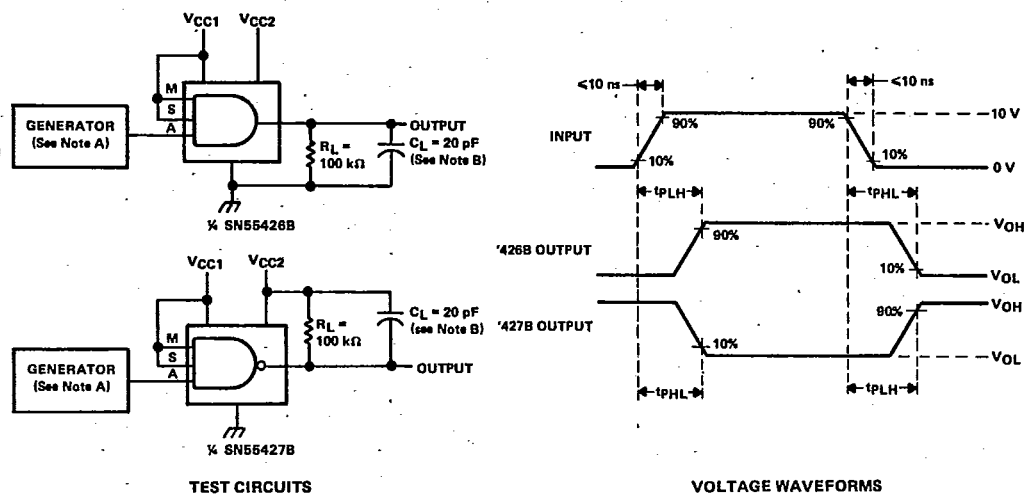 VCC1 VCC2
M
S
A
GENERATOR
(See Note A)
OUTPUT
RL =
100 kΩ
CL = 20 pF
(See Note B)
¼ SN55426B
VCC1
VCC2
M
S
A
GENERATOR
(See Note A)
RL =
100 kΩ
CL = 20 pF
(see Note B)
OUTPUT
¼ SN55427B
TEST CIRCUITS
≤10 ns
≤10 ns
INPUT
90%
90%
10 V
10%
10%
0 V
tPLH
tPHL
'426B OUTPUT
90%
VOH
10%
VOL
'427B OUTPUT
90%
VOH
10%
VOL
tPHL
tPLH
VOLTAGE WAVEFORMS